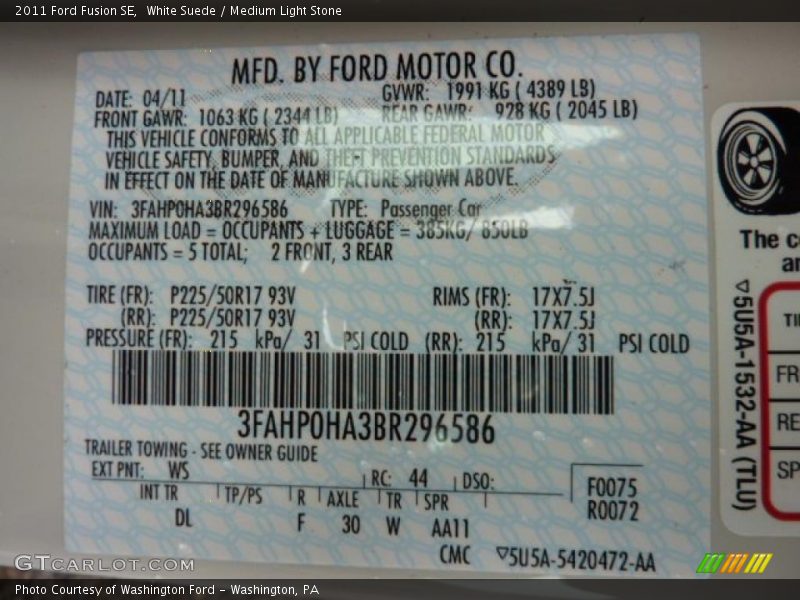 2011 Ford Fusion SE,  White Suede / Medium Light Stone
MFD. BY FORD MOTOR CO.
DATE: 04/11 GVWR: 1991 KG ( 4389 LB)
FRONT GAWR: 1063 KG ( 2344 LB) REAR GAWR: 928 KG ( 2045 LB)
THIS VEHICLE CONFORMS TO ALL APPLICABLE FEDERAL MOTOR
VEHICLE SAFETY, BUMPER, AND THEFT PREVENTION STANDARDS
IN EFFECT ON THE DATE OF MANUFACTURE SHOWN ABOVE.
VIN: 3FAHP0HA3BR296586 TYPE: Passenger Car
MAXIMUM LOAD = OCCUPANTS + LUGGAGE = 385KG/ 850LB
OCCUPANTS = 5 TOTAL; 2 FRONT, 3 REAR
TIRE (FR): P225/50R17 93V RIMS (FR): 17X7.5J
(RR): P225/50R17 93V (RR): 17X7.5J
PRESSURE (FR): 215 kPa/ 31 PSI COLD (RR): 215 kPa/ 31 PSI COLD
3FAHP0HA3BR296586
TRAILER TOWING - SEE OWNER GUIDE
EXT PNT: WS RC: 44 DSO:
INT TR TP/PS R AXLE TR SPR
DL F 30 W AA11
F0075
R0072
CMC ▽5U5A-5420472-AA
The c
an
▽5U5A-1532-AA (TLU)
TI
FR
RE
SP
GTCARLOT.COM
Photo Courtesy of Washington Ford - Washington, PA